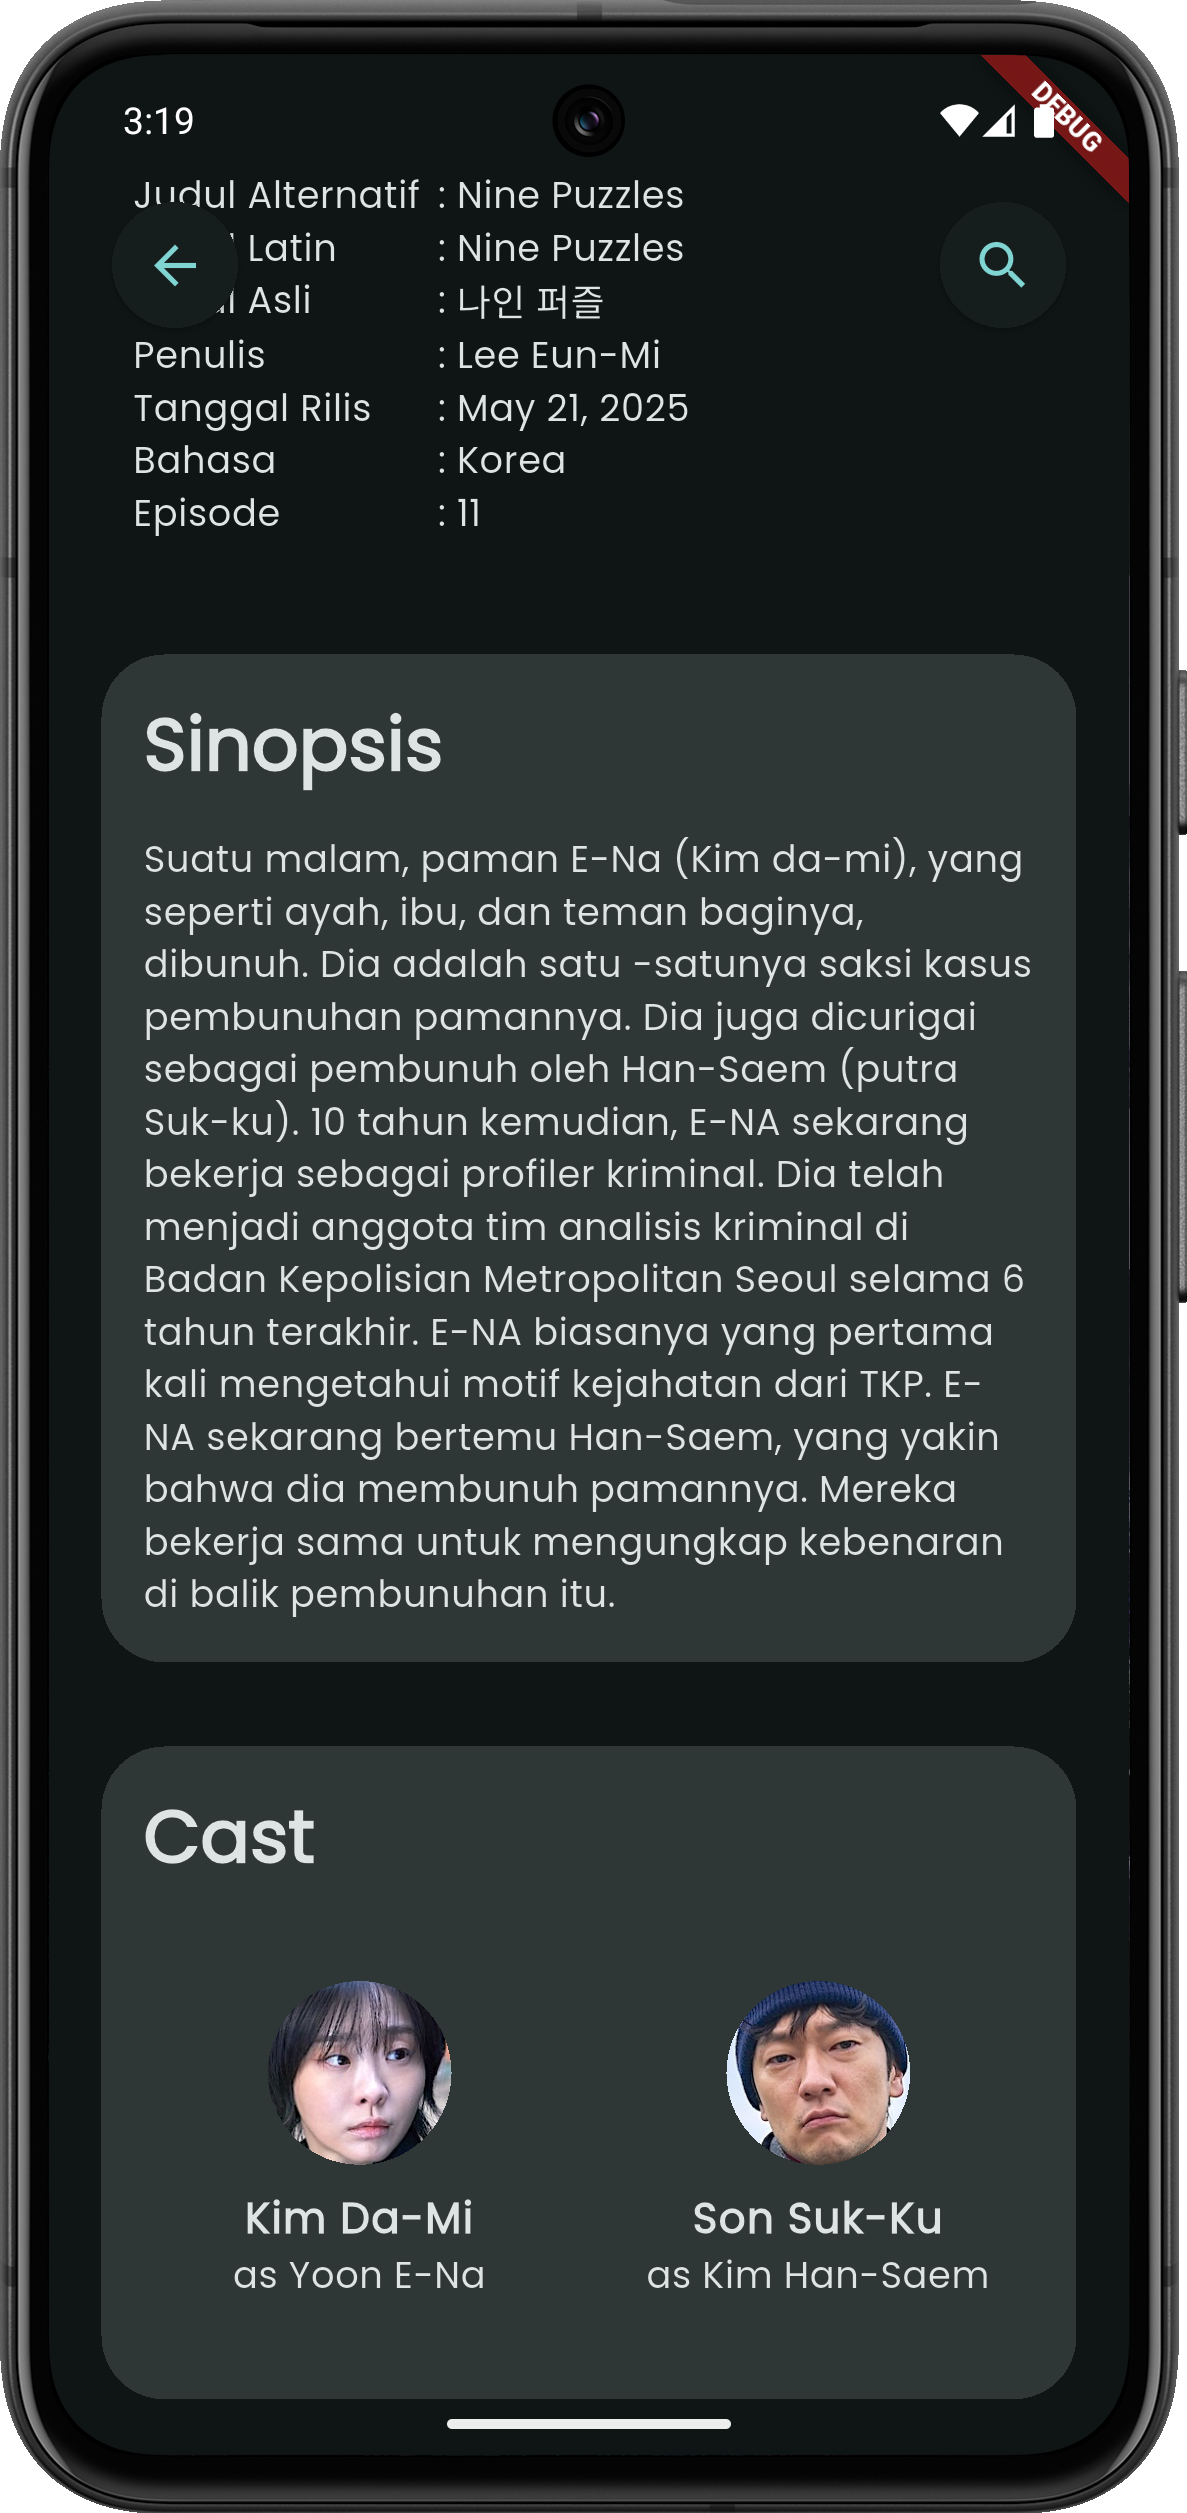 3:19
DEBUG
Judul Alternatif : Nine Puzzles
Latin : Nine Puzzles
Asli : 나인 퍼즐
Penulis : Lee Eun-Mi
Tanggal Rilis : May 21, 2025
Bahasa : Korea
Episode : 11
Sinopsis
Suatu malam, paman E-Na (Kim da-mi), yang
seperti ayah, ibu, dan teman baginya,
dibunuh. Dia adalah satu -satunya saksi kasus
pembunuhan pamannya. Dia juga dicurigai
sebagai pembunuh oleh Han-Saem (putra
Suk-ku). 10 tahun kemudian, E-NA sekarang
bekerja sebagai profiler kriminal. Dia telah
menjadi anggota tim analisis kriminal di
Badan Kepolisian Metropolitan Seoul selama 6
tahun terakhir. E-NA biasanya yang pertama
kali mengetahui motif kejahatan dari TKP. E-
NA sekarang bertemu Han-Saem, yang yakin
bahwa dia membunuh pamannya. Mereka
bekerja sama untuk mengungkap kebenaran
di balik pembunuhan itu.
Cast
Kim Da-Mi
as Yoon E-Na
Son Suk-Ku
as Kim Han-Saem